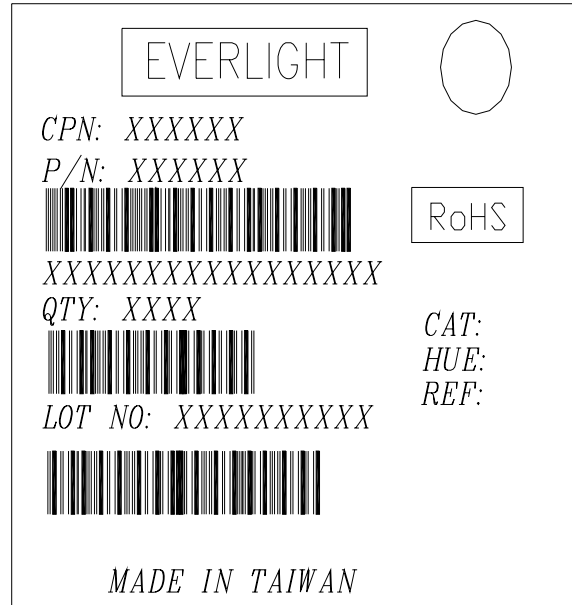 EVERLIGHT
CPN: XXXXXX
P/N: XXXXXX
RoHS
XXXXXXXXXXXXXXXXX
QTY: XXXX
CAT:
HUE:
REF:
LOT NO: XXXXXXXXXX
MADE IN TAIWAN